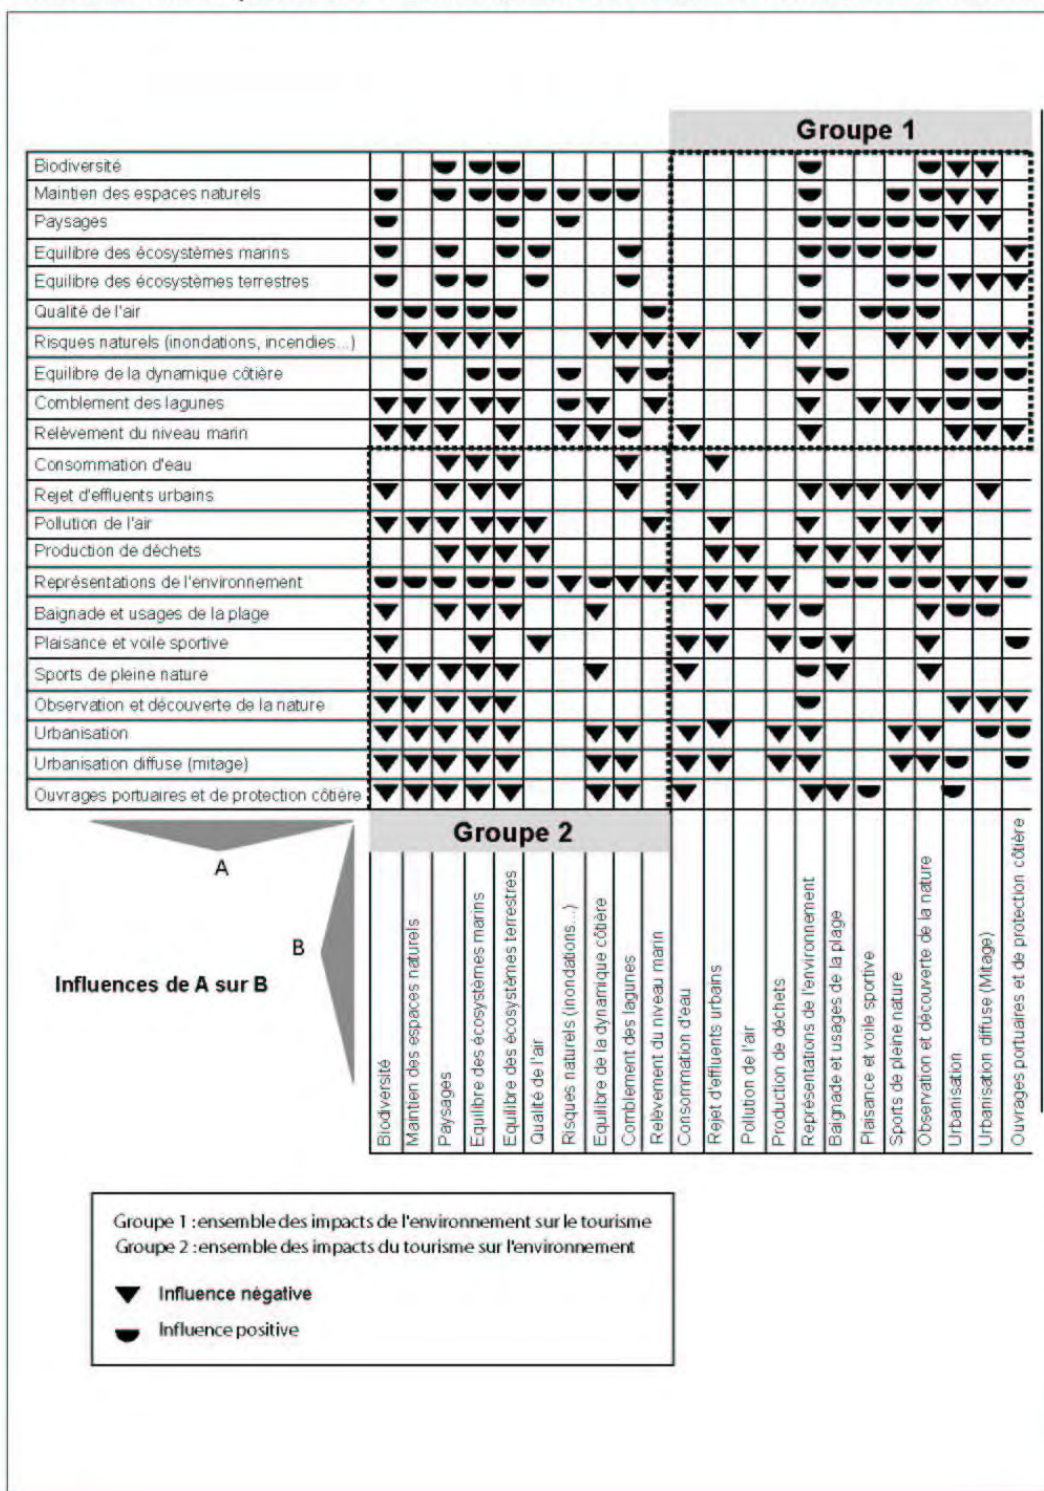 Groupe 1
Biodiversité
Maintien des espaces naturels
Paysages
Equilibre des écosystèmes marins
Equilibre des écosystèmes terrestres
Qualité de l'air
Risques naturels (inondations, incendies...)
Equilibre de la dynamique côtière
Comblement des lagunes
Relèvement du niveau marin
Consommation d'eau
Rejet d'effluents urbains
Pollution de l'air
Production de déchets
Représentations de l'environnement
Baignade et usages de la plage
Plaisance et voile sportive
Sports de pleine nature
Observation et découverte de la nature
Urbanisation
Urbanisation diffuse (mitage)
Ouvrages portuaires et de protection côtière
Groupe 2
A
B
Influences de A sur B
Biodiversité
Maintien des espaces naturels
Paysages
Equilibre des écosystèmes marins
Equilibre des écosystèmes terrestres
Qualité de l'air
Risques naturels (inondations...)
Equilibre de la dynamique côtière
Comblement des lagunes
Relèvement du niveau marin
Consommation d'eau
Rejet d'effluents urbains
Pollution de l'air
Production de déchets
Représentations de l'environnement
Baignade et usages de la plage
Plaisance et voile sportive
Sports de pleine nature
Observation et découverte de la nature
Urbanisation
Urbanisation diffuse (Mitage)
Ouvrages portuaires et de protection côtière
Groupe 1 : ensemble des impacts de l'environnement sur le tourisme
Groupe 2 : ensemble des impacts du tourisme sur l'environnement
Influence négative
Influence positive